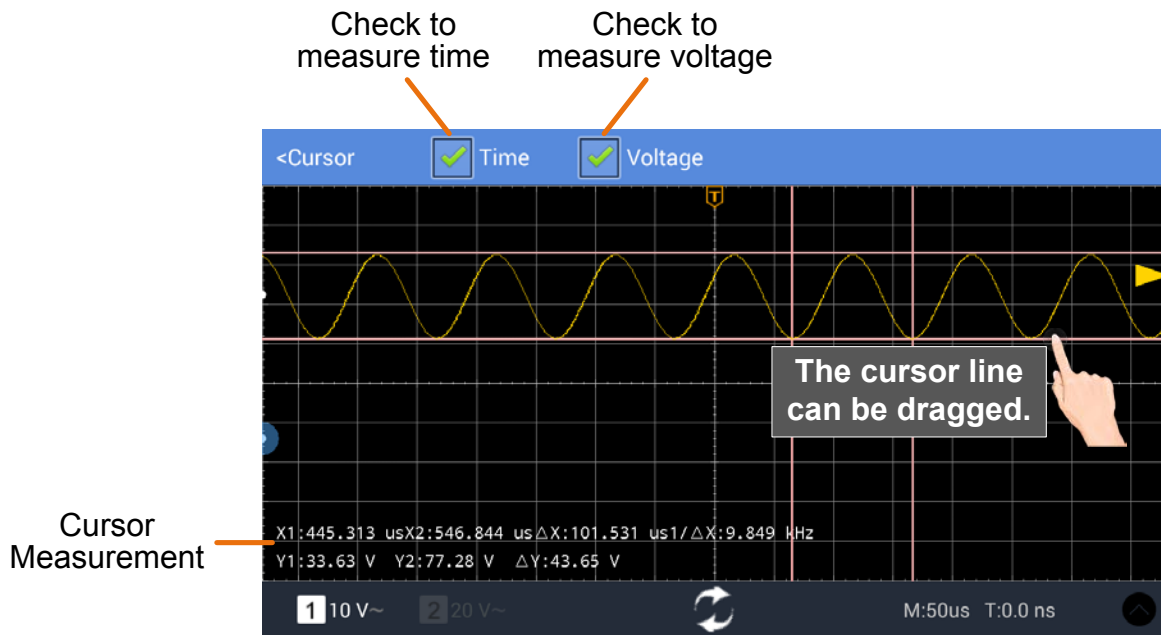 Check to
measure time
Check to
measure voltage
<Cursor
Time
Voltage
T
The cursor line
can be dragged.
Cursor
Measurement
X1:445.313 usX2:546.844 us△X:101.531 us1/△X:9.849 kHz
Y1:33.63 V Y2:77.28 V △Y:43.65 V
1 10 V~ 2 20 V~ M:50us T:0.0 ns